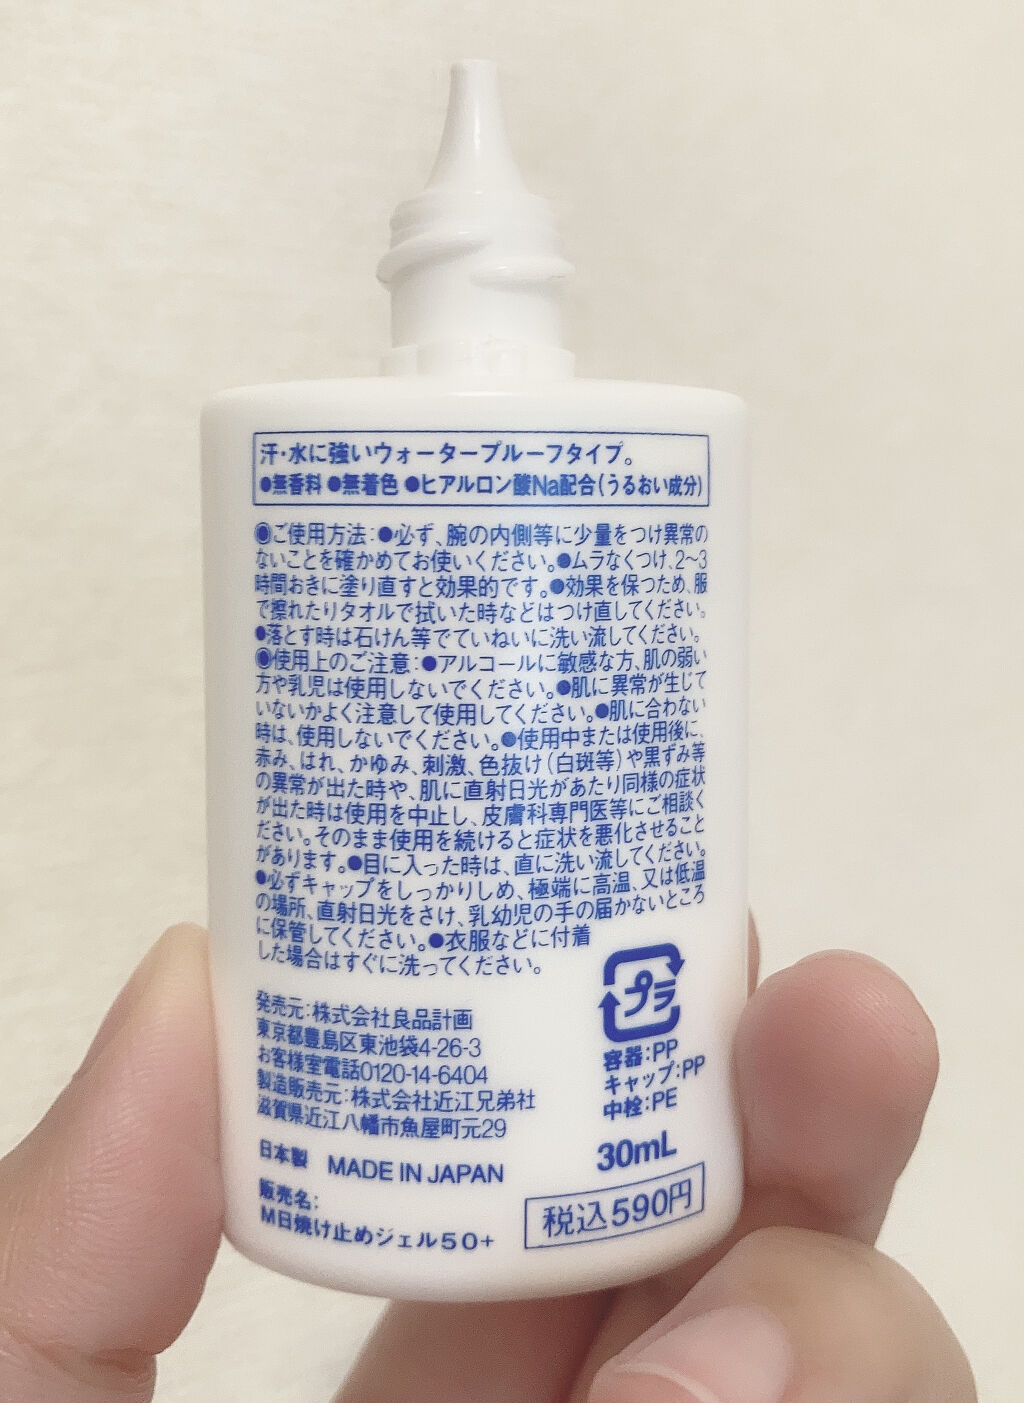 汗・水に強いウォータープルーフタイプ。
●無香料 ●無着色 ●ヒアルロン酸Na配合(うるおい成分)
◉ご使用方法:●必ず、腕の内側等に少量をつけ異常の
ないことを確かめてお使いください。●ムラなくつけ、2〜3
時間おきに塗り直すと効果的です。●効果を保つため、服
で擦れたりタオルで拭いた時などはつけ直してください。
●落とす時は石けん等でていねいに洗い流してください。
◉使用上のご注意:●アルコールに敏感な方、肌の弱い
方や乳児は使用しないでください。●肌に異常が生じて
いないかよく注意して使用してください。●肌に合わない
時は、使用しないでください。●使用中または使用後に、
赤み、はれ、かゆみ、刺激、色抜け(白斑等)や黒ずみ等
の異常が出た時や、肌に直射日光があたり同様の症状
が出た時は使用を中止し、皮膚科専門医等にご相談く
ださい。そのまま使用を続けると症状を悪化させること
があります。●目に入った時は、直に洗い流してください。
●必ずキャップをしっかりしめ、極端に高温、又は低温
の場所、直射日光をさけ、乳幼児の手の届かないところ
に保管してください。●衣服などに付着
した場合はすぐに洗ってください。
プラ
容器:PP
キャップ:PP
中栓:PE
発売元:株式会社良品計画
東京都豊島区東池袋4-26-3
お客様室電話0120-14-6404
製造販売元:株式会社近江兄弟社
滋賀県近江八幡市魚屋町元29
30mL
日本製 MADE IN JAPAN
税込590円
販売名:
M日焼け止めジェル50+